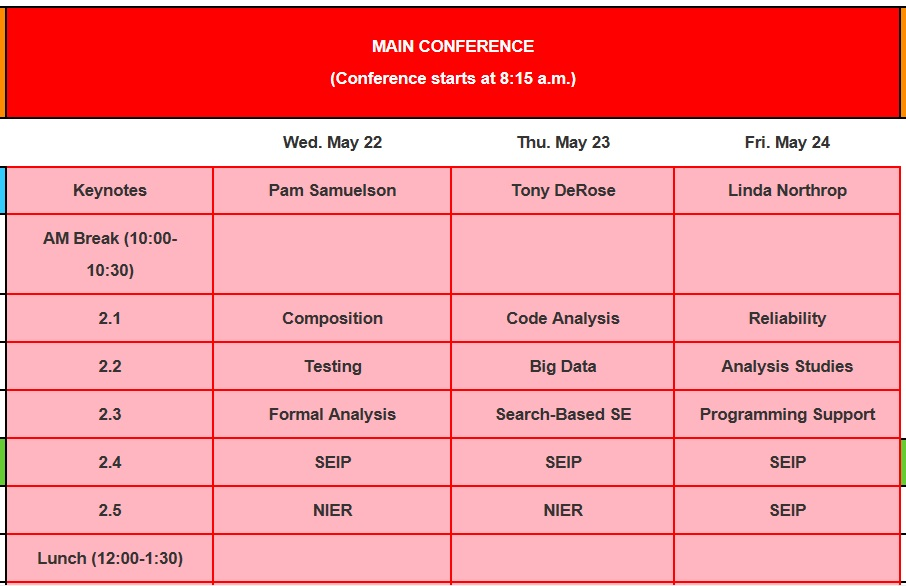 MAIN CONFERENCE
(Conference starts at 8:15 a.m.)
Wed. May 22 Thu. May 23 Fri. May 24
Keynotes Pam Samuelson Tony DeRose Linda Northrop
AM Break (10:00-
10:30)
2.1 Composition Code Analysis Reliability
2.2 Testing Big Data Analysis Studies
2.3 Formal Analysis Search-Based SE Programming Support
2.4 SEIP SEIP SEIP
2.5 NIER NIER SEIP
Lunch (12:00-1:30)